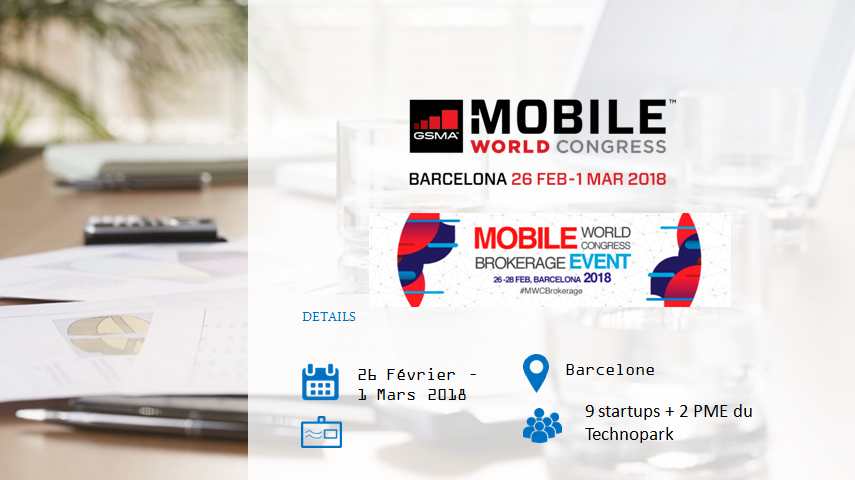 GSMA
MOBILE™
WORLD CONGRESS
BARCELONA 26 FEB-1 MAR 2018
MOBILE WORLD CONGRESS
BROKERAGE EVENT
26-28 FEB, BARCELONA 2018
#MWCBrokerage
DETAILS
26 Février -
1 Mars 2018
Barcelone
9 startups + 2 PME du
Technopark